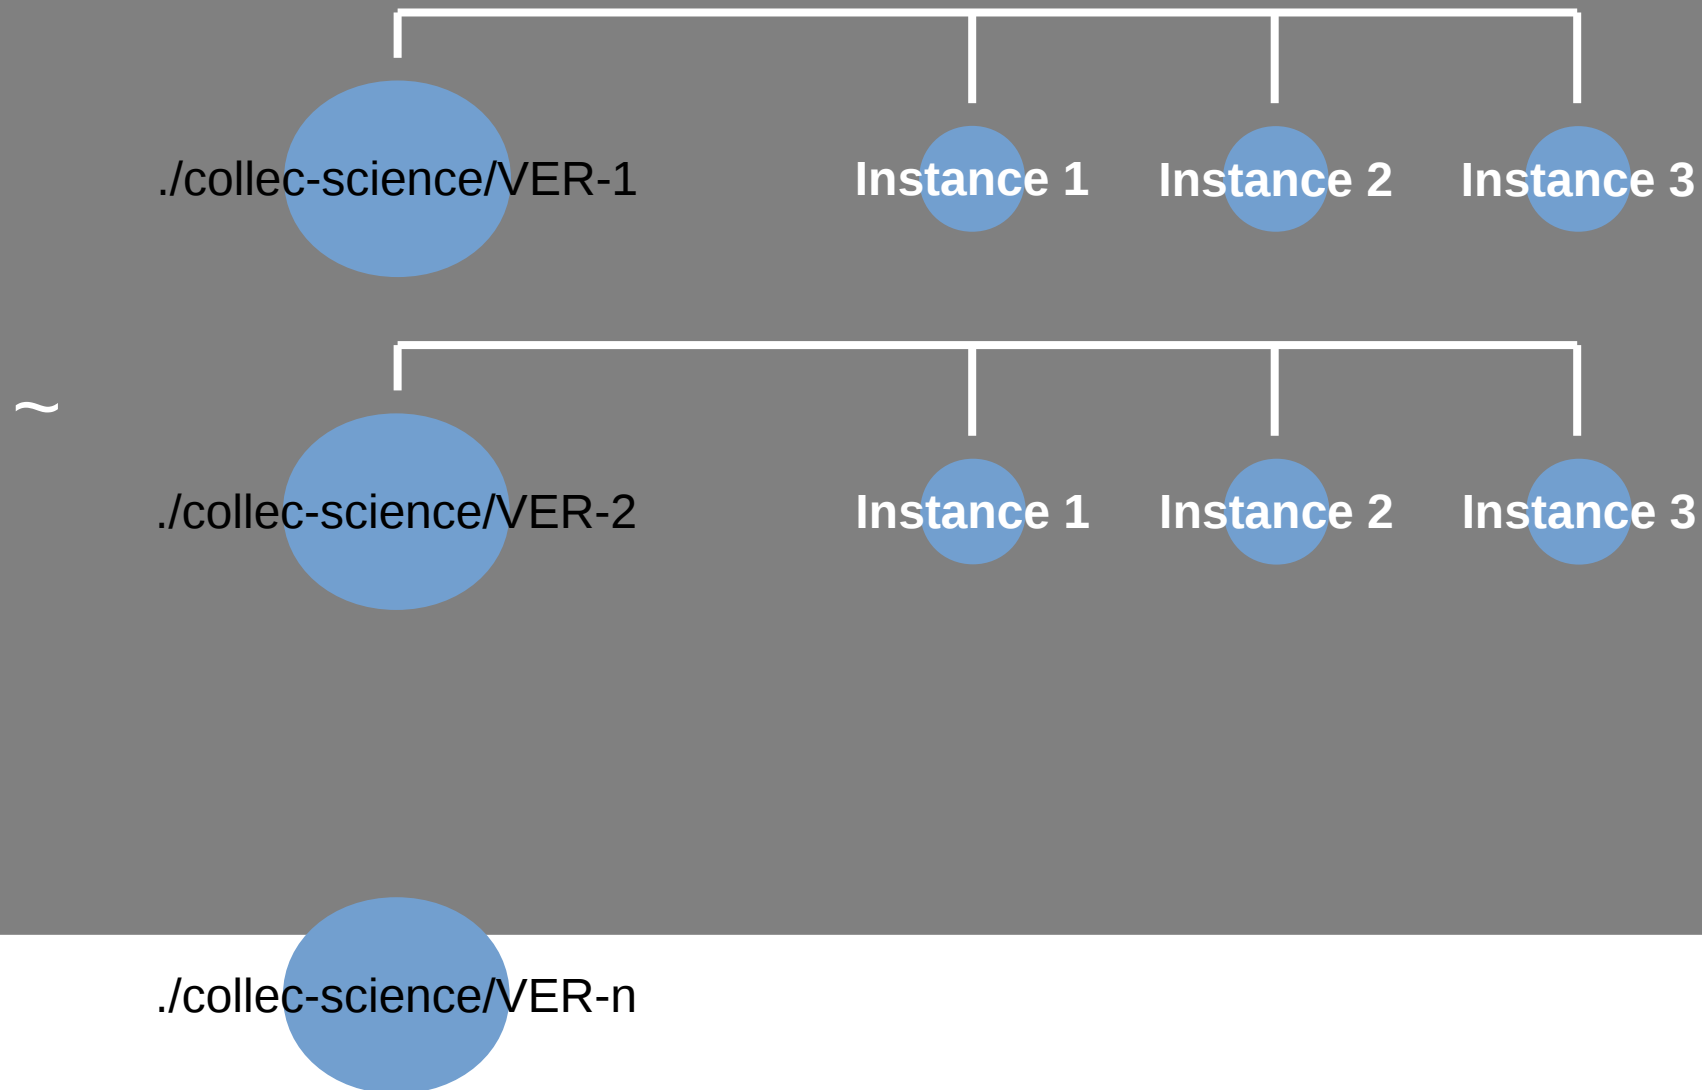 ./collec-science/VER-1 Instance 1 Instance 2 Instance 3
~
./collec-science/VER-2 Instance 1 Instance 2 Instance 3
./collec-science/VER-n